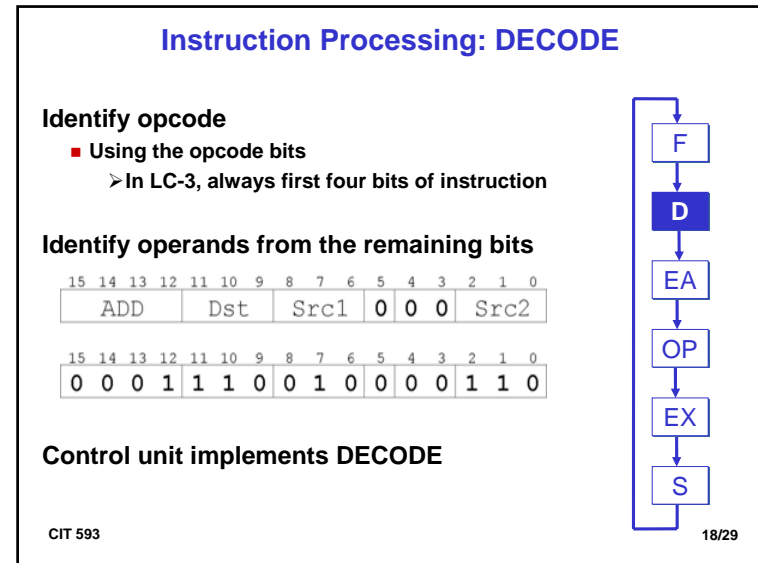 Instruction Processing: DECODE
Identify opcode
■ Using the opcode bits
➢In LC-3, always first four bits of instruction
Identify operands from the remaining bits
15 14 13 12 11 10 9 8 7 6 5 4 3 2 1 0
ADD Dst Src1 0 0 0 Src2
15 14 13 12 11 10 9 8 7 6 5 4 3 2 1 0
0 0 0 1 1 1 0 0 1 0 0 0 0 1 1 0
Control unit implements DECODE
F
D
EA
OP
EX
S
CIT 593
18/29